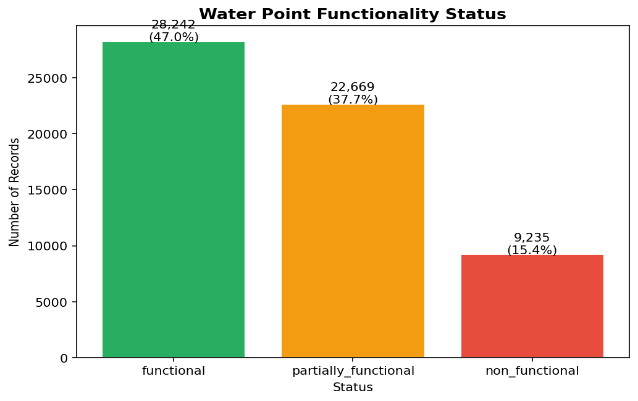 Water Point Functionality Status
28,242
(47.0%)
22,669
(37.7%)
9,235
(15.4%)
25000
20000
15000
10000
5000
0
Number of Records
functional
partially_functional
non_functional
Status